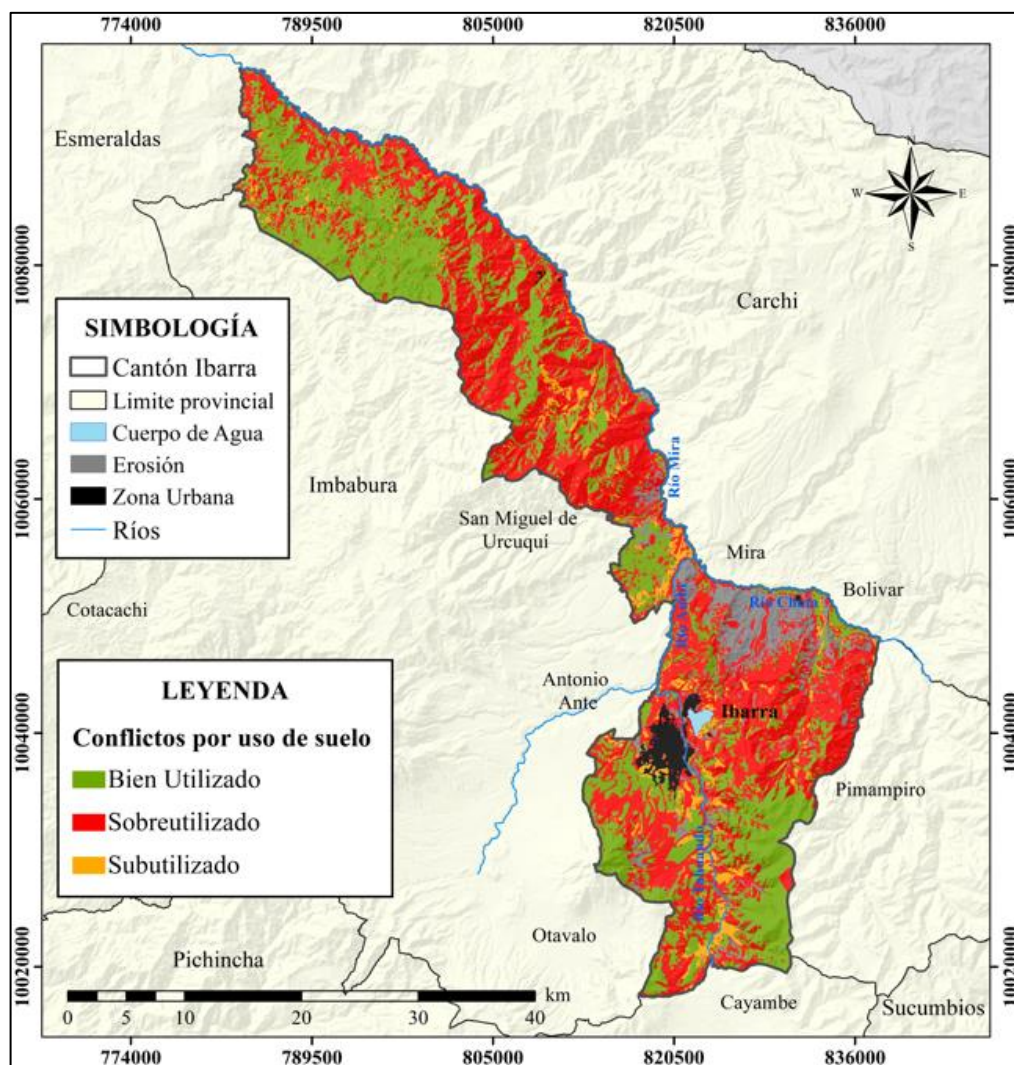 774000 789500 805000 820500 836000
N
W E
S
Esmeraldas
Carchi
10080000 10080000
SIMBOLOGÍA
Cantón Ibarra
Limite provincial
Cuerpo de Agua
Erosión
Zona Urbana
Ríos
Imbabura
Río Mira
10060000 10060000
San Miguel de
Urcuquí
Mira
Bolivar
Río Chota
Cotacachi
LEYENDA
Conflictos por uso de suelo
Bien Utilizado
Sobreutilizado
Subutilizado
Antonio
Ante
Ibarra
10040000 10040000
Pimampiro
Otavalo
Pichincha
10020000 10020000
Cayambe
Sucumbios
km
0 5 10 20 30 40
774000 789500 805000 820500 836000